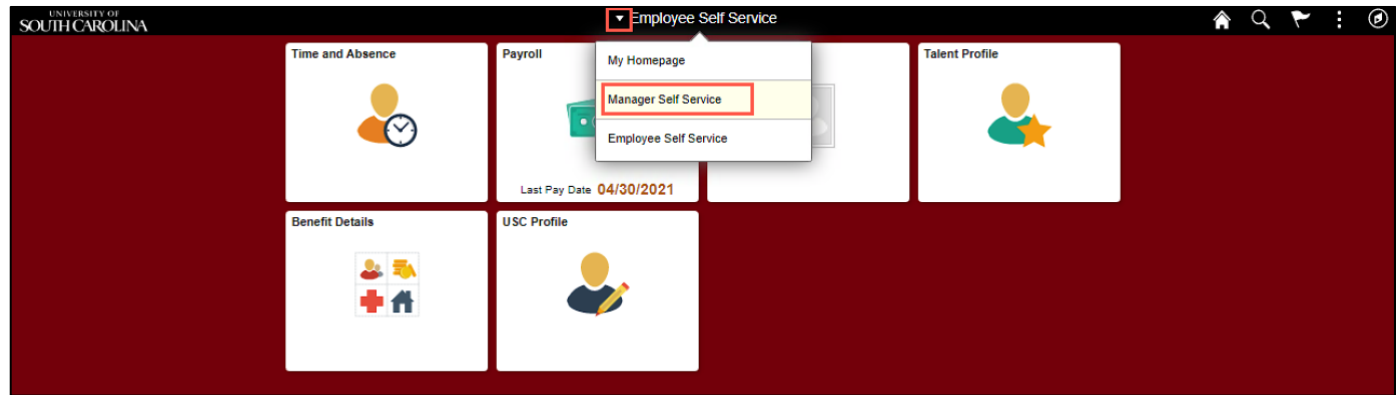 UNIVERSITY OF
SOUTH CAROLINA
Employee Self Service
Time and Absence
Payroll
My Homepage
Manager Self Service
Employee Self Service
Talent Profile
Last Pay Date 04/30/2021
Benefit Details
USC Profile